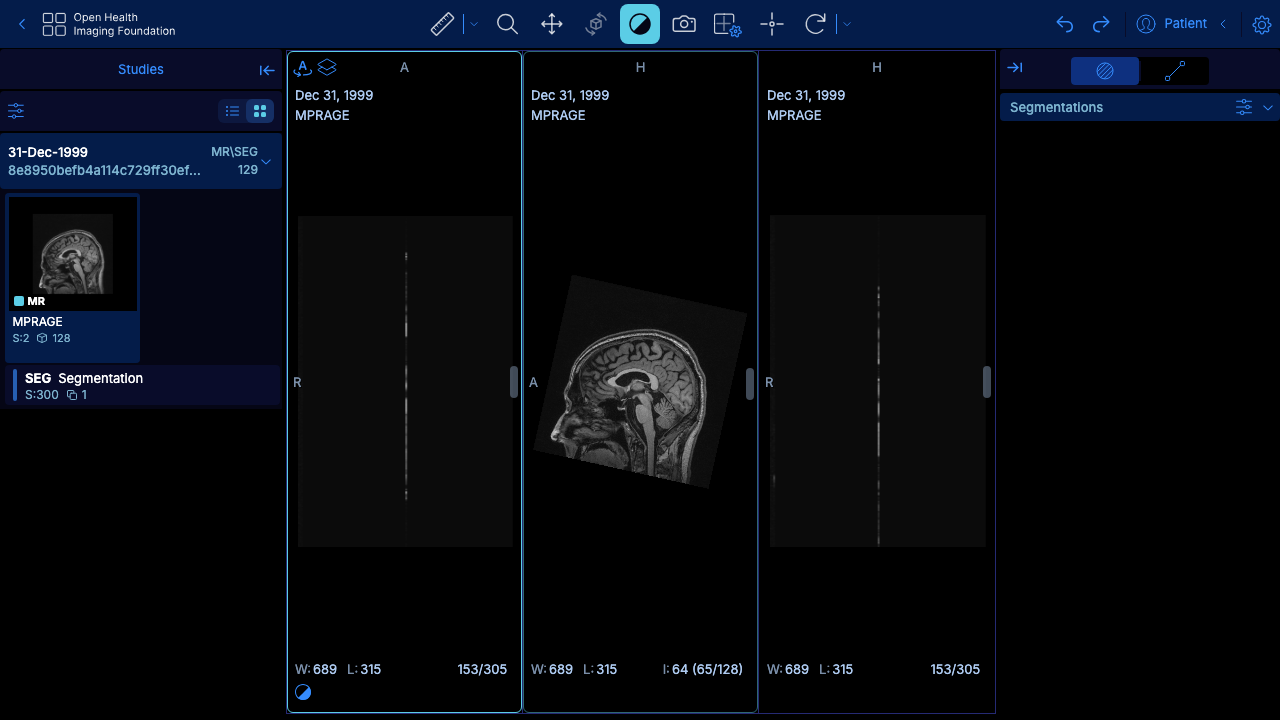 Open Health
Imaging Foundation
Patient
Studies
31-Dec-1999
MR\SEG
8e8950befb4a114c729ff30ef...
129
MR
MPRAGE
S:2 128
SEG Segmentation
S:300 1
A
A
Dec 31, 1999
MPRAGE
R
W: 689 L: 315
153/305
H
Dec 31, 1999
MPRAGE
A
W: 689 L: 315
I: 64 (65/128)
H
Dec 31, 1999
MPRAGE
R
W: 689 L: 315
153/305
Segmentations